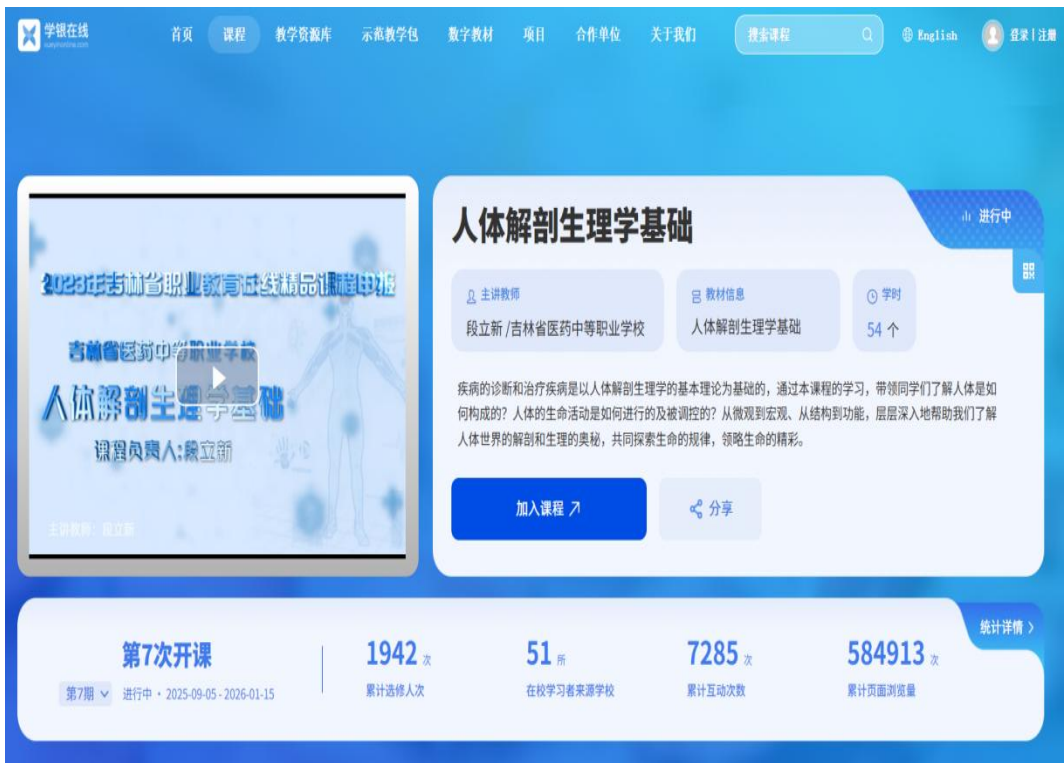 学银在线
xueyinonline.com
首页 课程 教学资源库 示范教学包 数字教材 项目 合作单位 关于我们 搜索课程 English 登录|注册
2023年吉林省职业教育在线精品课程申报
吉林省医药中等职业学校
人体解剖生理学基础
课程负责人:段立新
主讲教师：段立新
人体解剖生理学基础
进行中
主讲教师
段立新 /吉林省医药中等职业学校
教材信息
人体解剖生理学基础
学时
54 个
疾病的诊断和治疗疾病是以人体解剖生理学的基本理论为基础的，通过本课程的学习，带领同学们了解人体是如
何构成的？人体的生命活动是如何进行的及被调控的？从微观到宏观、从结构到功能，层层深入地帮助我们了解
人体世界的解剖和生理的奥秘，共同探索生命的规律，领略生命的精彩。
加入课程
分享
统计详情
第7次开课
第7期 进行中 · 2025-09-05 - 2026-01-15
1942 次
累计选修人次
51 所
在校学习者来源学校
7285 次
累计互动次数
584913 次
累计页面浏览量